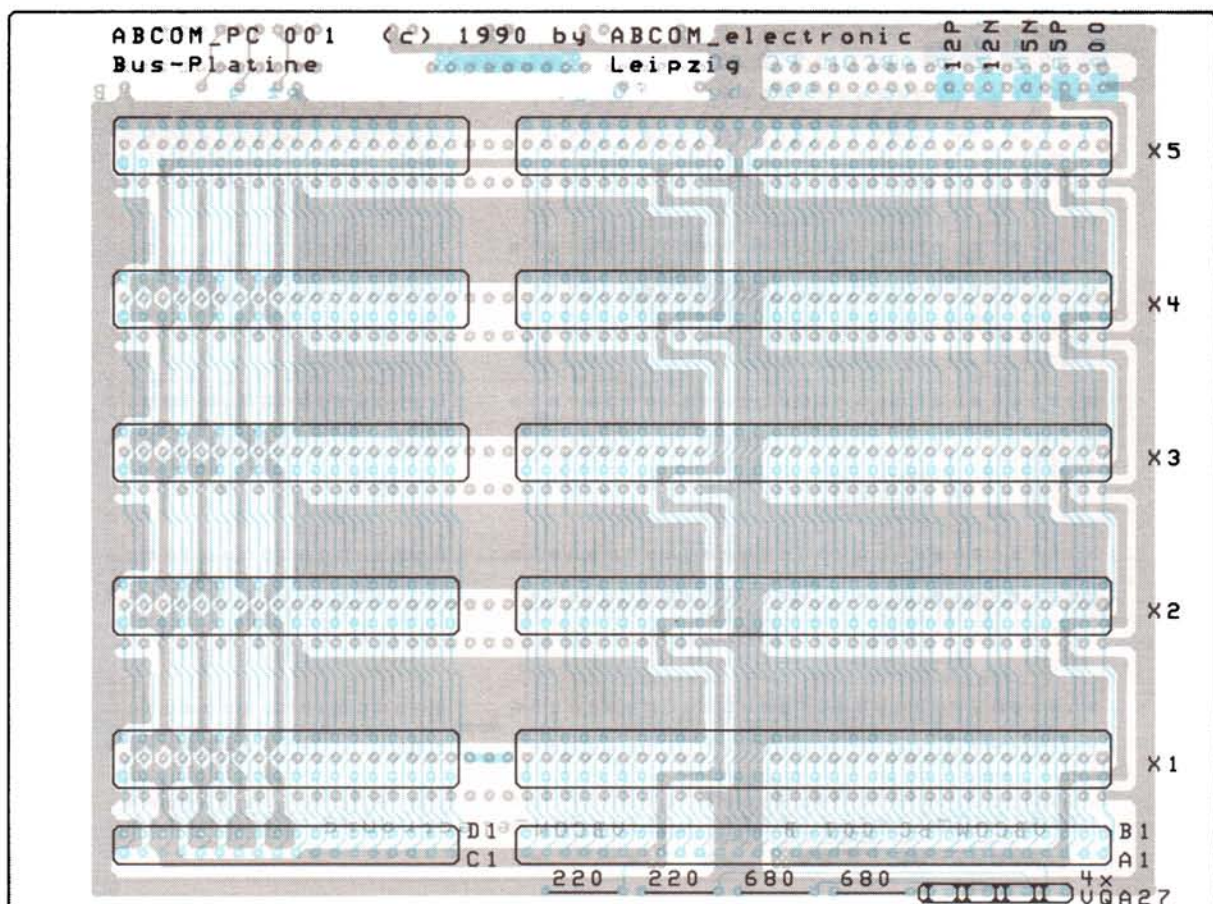 ABCOM_PC 001 (c) 1990 by ABCOM_electronic
Bus-Platine Leipzig
12P
12N
5N
5P
00
X5
X4
X3
X2
X1
D1
C1
B1
A1
220 220 680 680 4x
VQA27